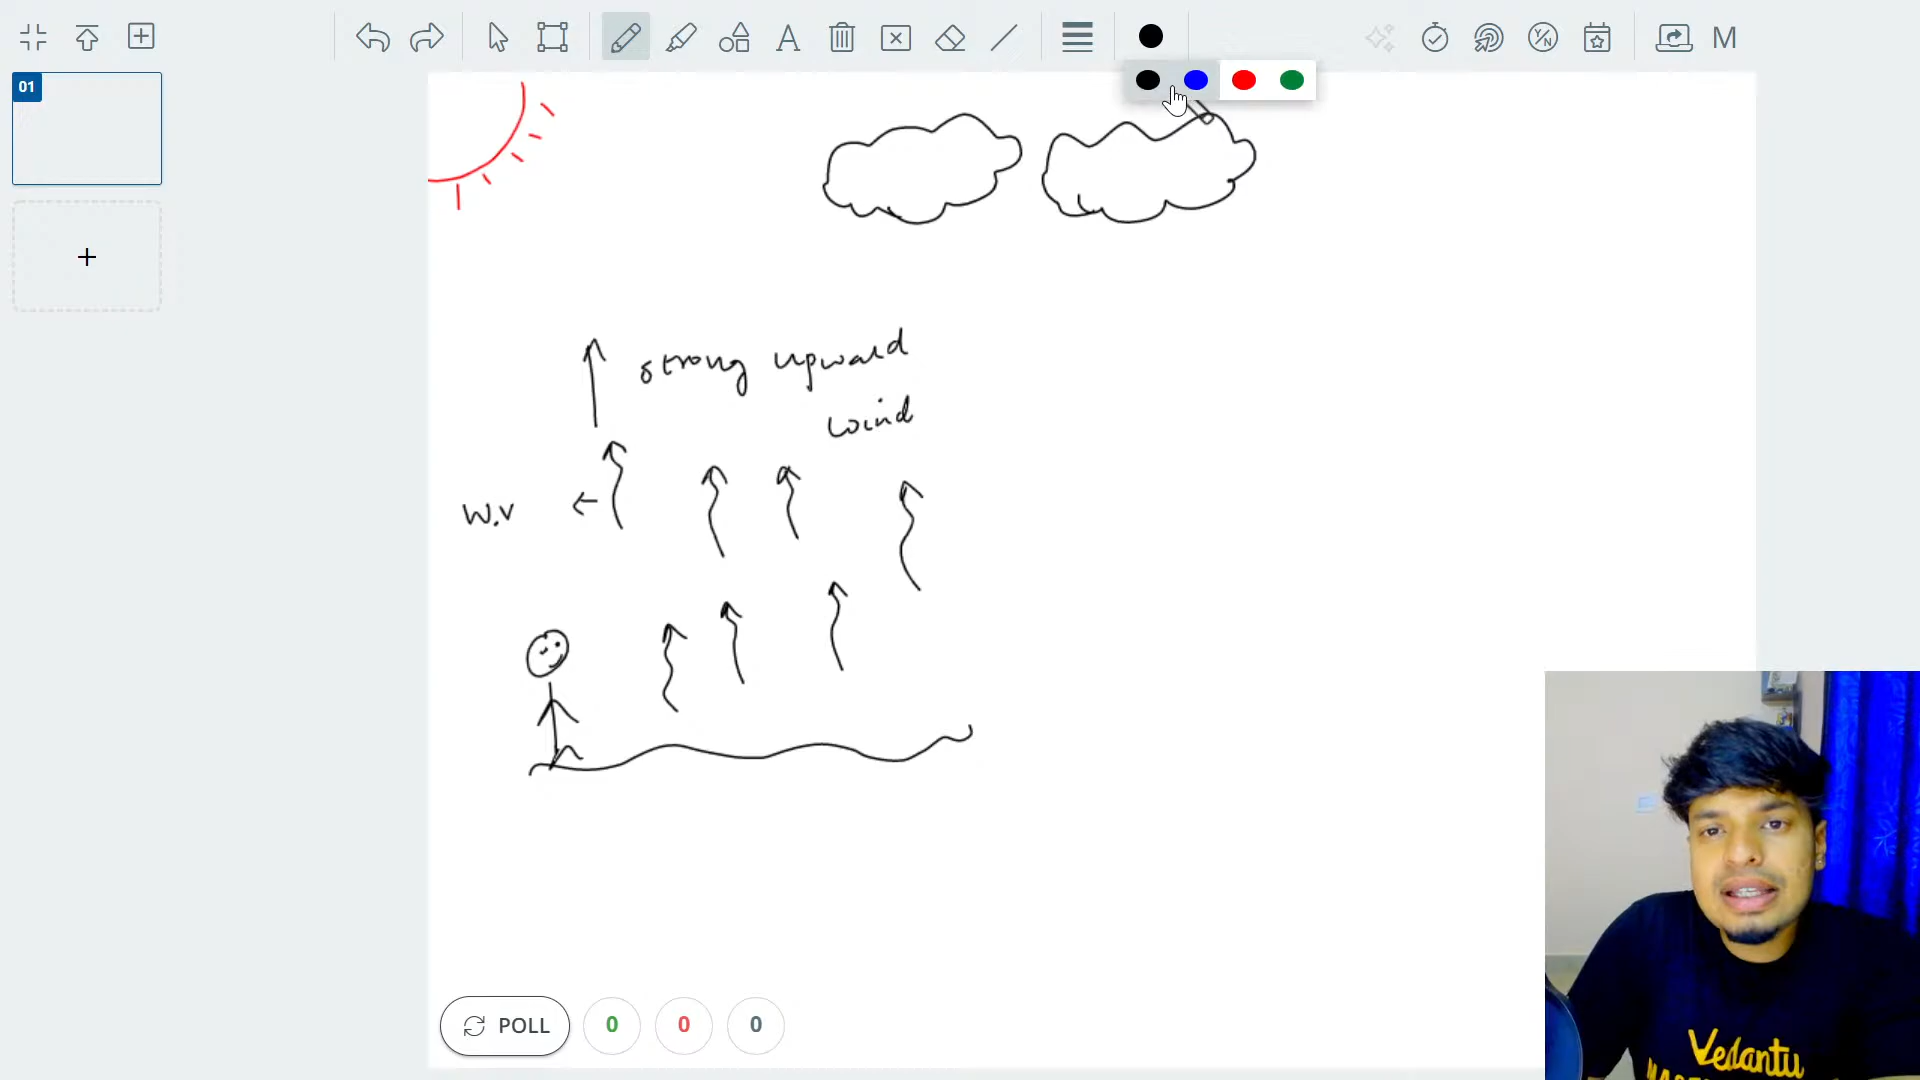 M
Y/N
01
A
+
strong upward
wind
W.V
POLL
0
0
0
Vedantu